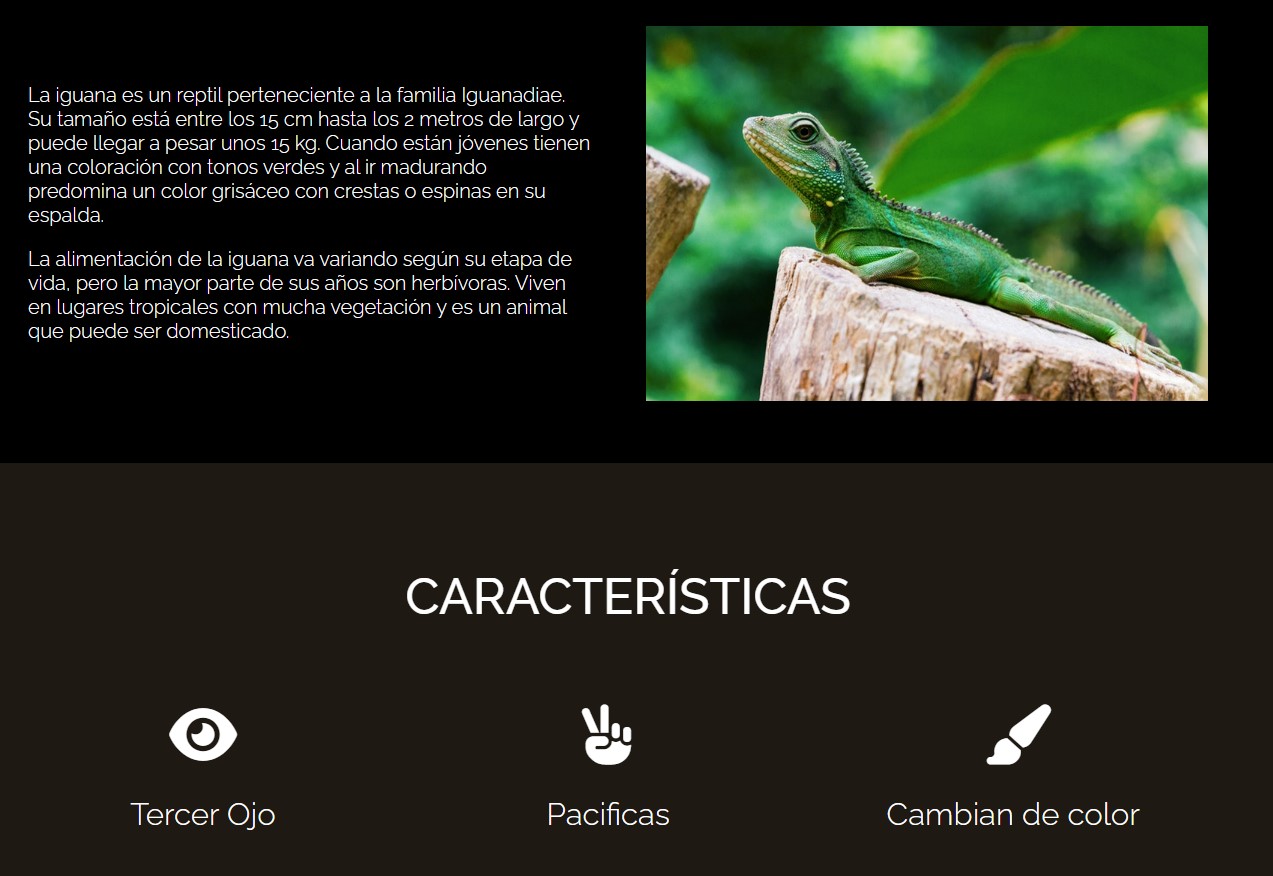 La iguana es un reptil perteneciente a la familia Iguanadiae.
Su tamaño está entre los 15 cm hasta los 2 metros de largo y
puede llegar a pesar unos 15 kg. Cuando están jóvenes tienen
una coloración con tonos verdes y al ir madurando
predomina un color grisáceo con crestas o espinas en su
espalda.
La alimentación de la iguana va variando según su etapa de
vida, pero la mayor parte de sus años son herbívoras. Viven
en lugares tropicales con mucha vegetación y es un animal
que puede ser domesticado.
CARACTERÍSTICAS
Tercer Ojo
Pacificas
Cambian de color